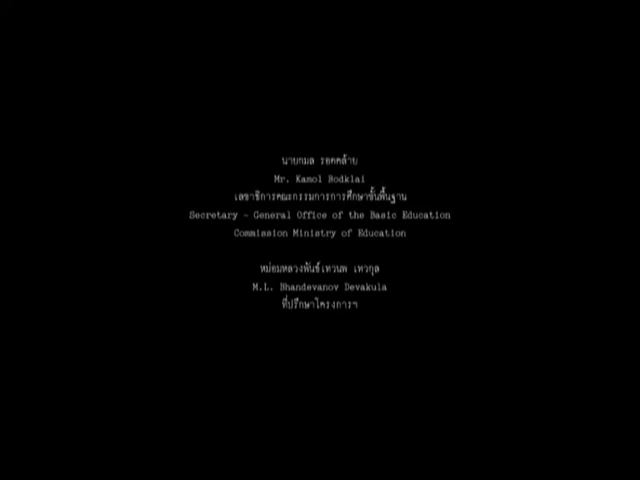 นายกมล รอดคล้าย
Mr. Kamol Rodklai
เลขาธิการคณะกรรมการการศึกษาขั้นพื้นฐาน
Secretary - General Office of the Basic Education
Commission Ministry of Education
หม่อมหลวงพันธ์เทวนพ เทวกุล
M.L. Bhandevanov Devakula
ที่ปรึกษาโครงการฯ